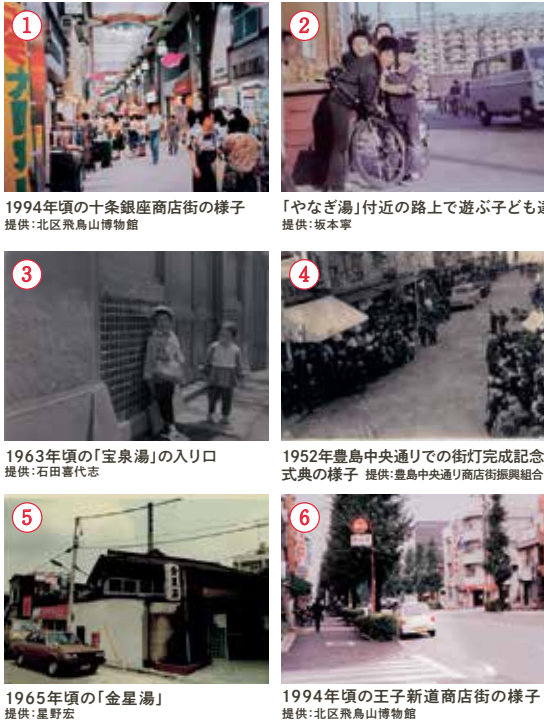 ①
1994年頃の十条銀座商店街の様子
提供：北区飛鳥山博物館
②
「やなぎ湯」付近の路上で遊ぶ子ども達
提供：坂本寧
③
1963年頃の「宝泉湯」の入り口
提供：石田喜代志
④
1952年豊島中央通りでの街灯完成記念
式典の様子 提供：豊島中央通り商店街振興組合
⑤
金星湯
1965年頃の「金星湯」
提供：星野宏
⑥
1994年頃の王子新道商店街の様子
提供：北区飛鳥山博物館